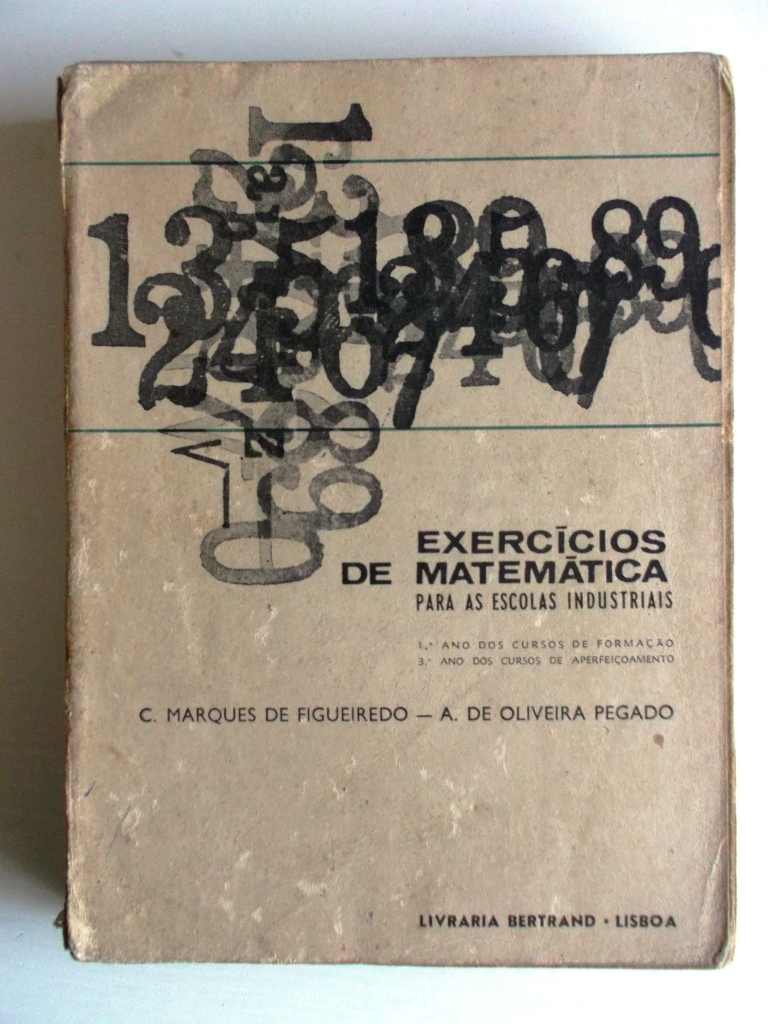 EXERCÍCIOS
DE MATEMÁTICA
PARA AS ESCOLAS INDUSTRIAIS
1.º ANO DOS CURSOS DE FORMAÇÃO
3.º ANO DOS CURSOS DE APERFEIÇOAMENTO
C. MARQUES DE FIGUEIREDO — A. DE OLIVEIRA PEGADO
LIVRARIA BERTRAND • LISBOA